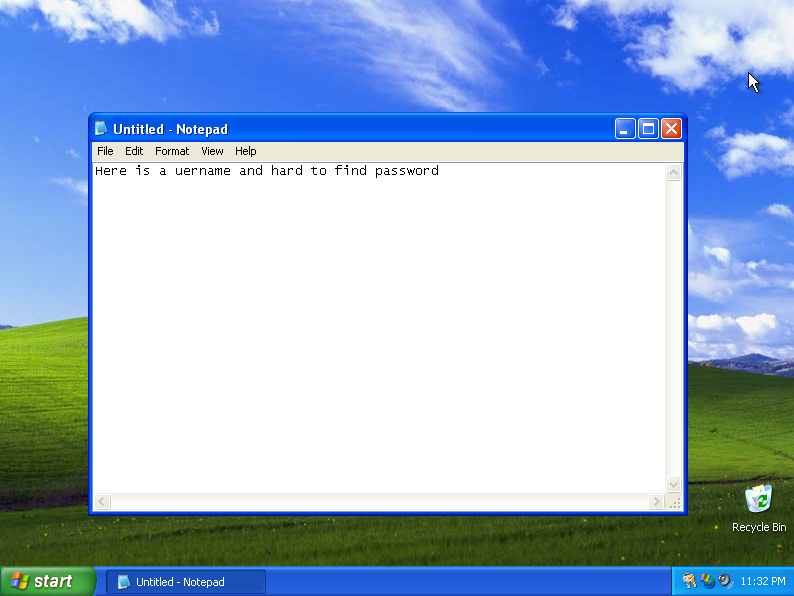 Untitled - Notepad
File Edit Format View Help
Here is a uername and hard to find password
Recycle Bin
start Untitled - Notepad 11:32 PM